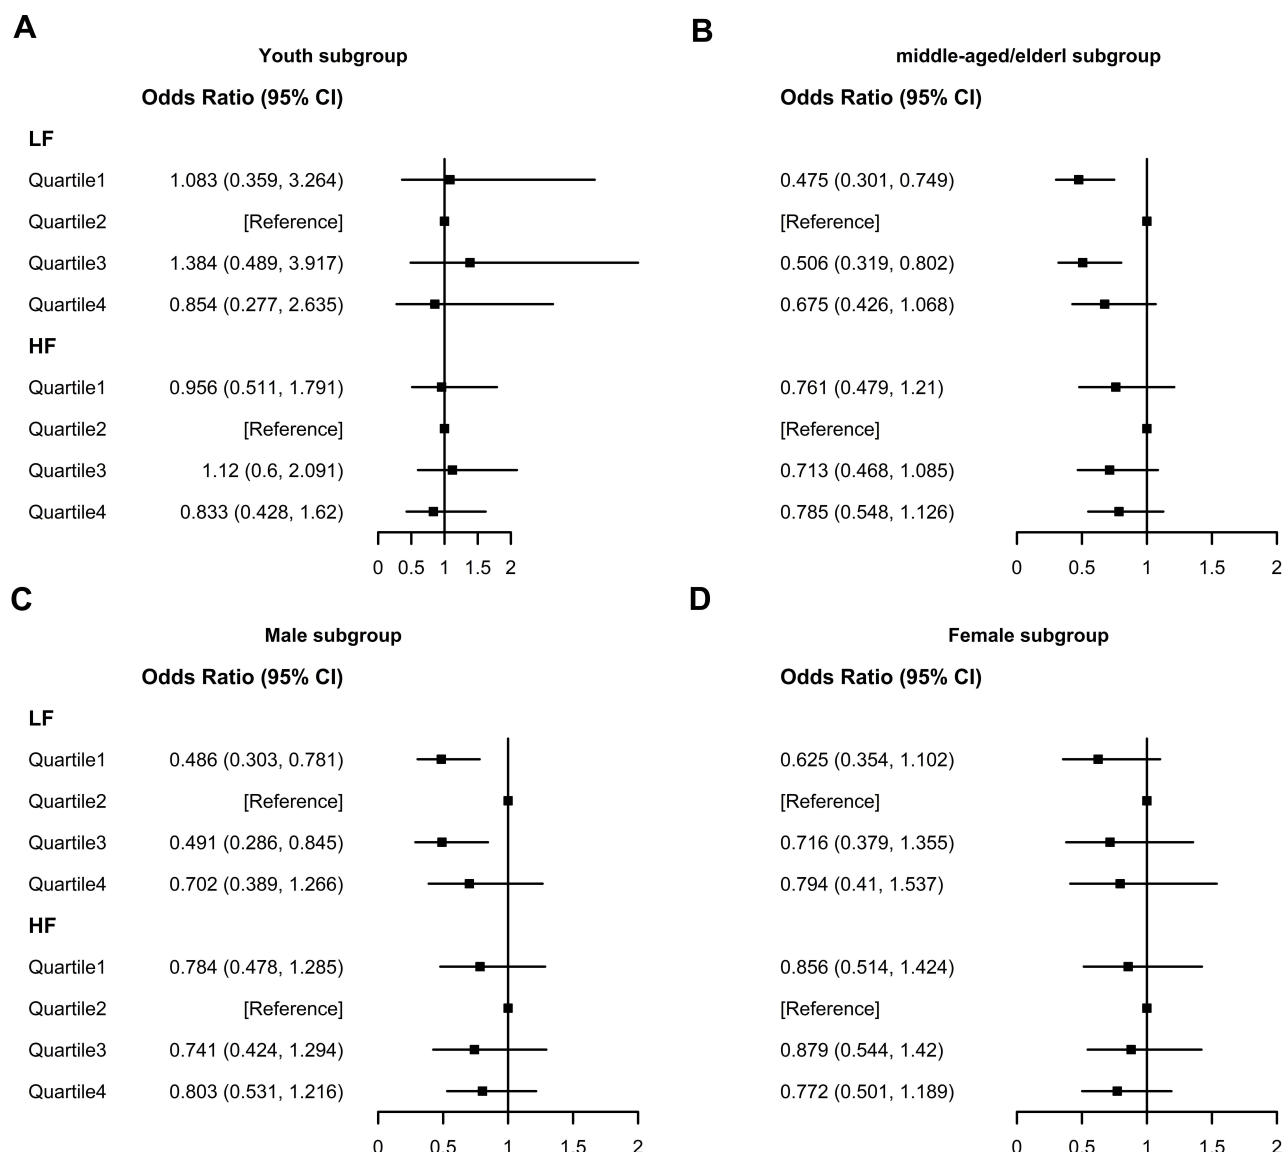 A
Youth subgroup
Odds Ratio (95% CI)
LF
Quartile1 1.083 (0.359, 3.264)
Quartile2 [Reference]
Quartile3 1.384 (0.489, 3.917)
Quartile4 0.854 (0.277, 2.635)
HF
Quartile1 0.956 (0.511, 1.791)
Quartile2 [Reference]
Quartile3 1.12 (0.6, 2.091)
Quartile4 0.833 (0.428, 1.62)
0 0.5 1 1.5 2
B
middle-aged/elderl subgroup
Odds Ratio (95% CI)
0.475 (0.301, 0.749)
[Reference]
0.506 (0.319, 0.802)
0.675 (0.426, 1.068)
0.761 (0.479, 1.21)
[Reference]
0.713 (0.468, 1.085)
0.785 (0.548, 1.126)
0 0.5 1 1.5 2
C
Male subgroup
Odds Ratio (95% CI)
LF
Quartile1 0.486 (0.303, 0.781)
Quartile2 [Reference]
Quartile3 0.491 (0.286, 0.845)
Quartile4 0.702 (0.389, 1.266)
HF
Quartile1 0.784 (0.478, 1.285)
Quartile2 [Reference]
Quartile3 0.741 (0.424, 1.294)
Quartile4 0.803 (0.531, 1.216)
0 0.5 1 1.5 2
D
Female subgroup
Odds Ratio (95% CI)
0.625 (0.354, 1.102)
[Reference]
0.716 (0.379, 1.355)
0.794 (0.41, 1.537)
0.856 (0.514, 1.424)
[Reference]
0.879 (0.544, 1.42)
0.772 (0.501, 1.189)
0 0.5 1 1.5 2